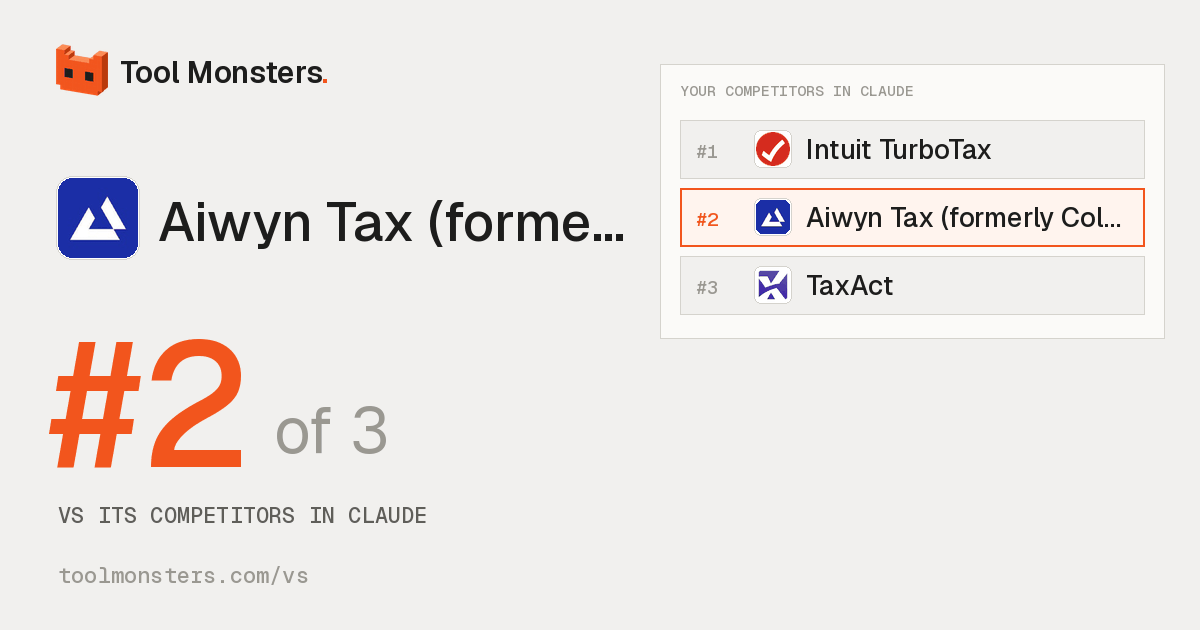 Tool Monsters.
Aiwyn Tax (forme...
#2 of 3
VS ITS COMPETITORS IN CLAUDE
toolmonsters.com/vs
YOUR COMPETITORS IN CLAUDE
#1 Intuit TurboTax
#2 Aiwyn Tax (formerly Col...
#3 TaxAct